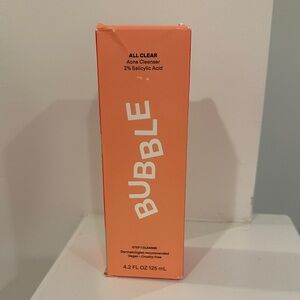 ALL CLEAR
Acne Cleanser
2% Salicylic Acid
BUBBLE
STEP 1 CLEANSE
Dermatologist recommended
Vegan • Cruelty Free
4.2 FL OZ 125 mL